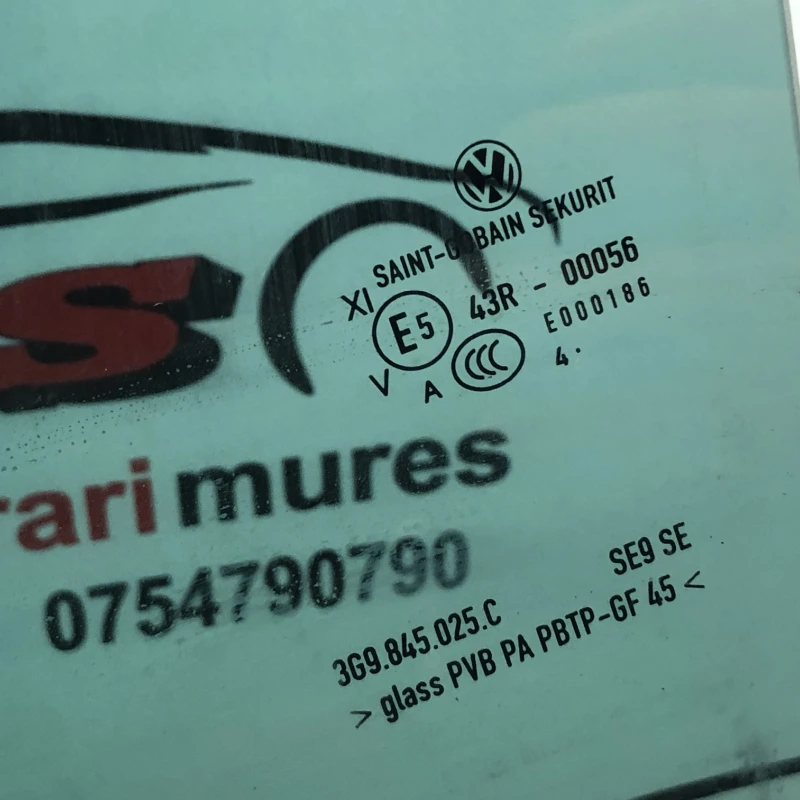 SAINT-GOBAIN SEKURIT
XI
E5
43R - 00056
E000186
V
A
CCC
4.
S
rari mures
0754790790
SE9 SE
3G9.845.025.C
> glass PVB PA PBTP-GF 45 <